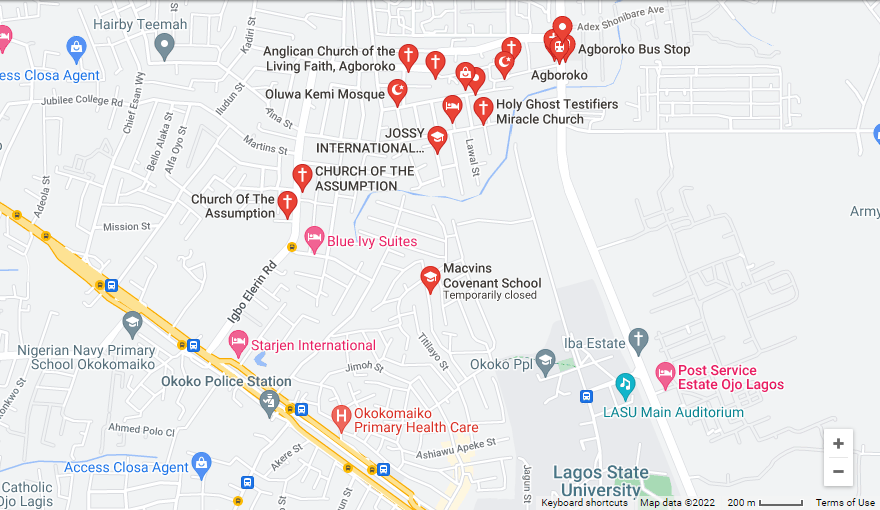 Hairby Teemah
Kadiri St
Adex Shonibare Ave
Anglican Church of the
Living Faith, Agboroko
Agboroko Bus Stop
Agboroko
Access Closa Agent
Jubilee College Rd
Chief Esan Wy
Iludun St
Oluwa Kemi Mosque
Holy Ghost Testifiers
Miracle Church
Aina St
Bello Alaka St
Alfa Oyo St
Martins St
JOSSY
INTERNATIONAL...
Lawal St
CHURCH OF THE
ASSUMPTION
Adeola St
Church Of The
Assumption
Army
Mission St
Blue Ivy Suites
Igbo Elerin Rd
Macvins
Covenant School
Temporarily closed
Nigerian Navy Primary
School Okokomaiko
Starjen International
Titilayo St
Iba Estate
Jimoh St
Okoko Ppl
Post Service
Estate Ojo Lagos
Okoko Police Station
LASU Main Auditorium
Okokomaiko
Primary Health Care
Ahmed Polo Cl
Ashiawu Apeke St
Akere St
Access Closa Agent
Jagun St
Lagos State
University
Catholic
Ojo Lagis
Keyboard shortcuts
Map data ©2022
200 m
Terms of Use